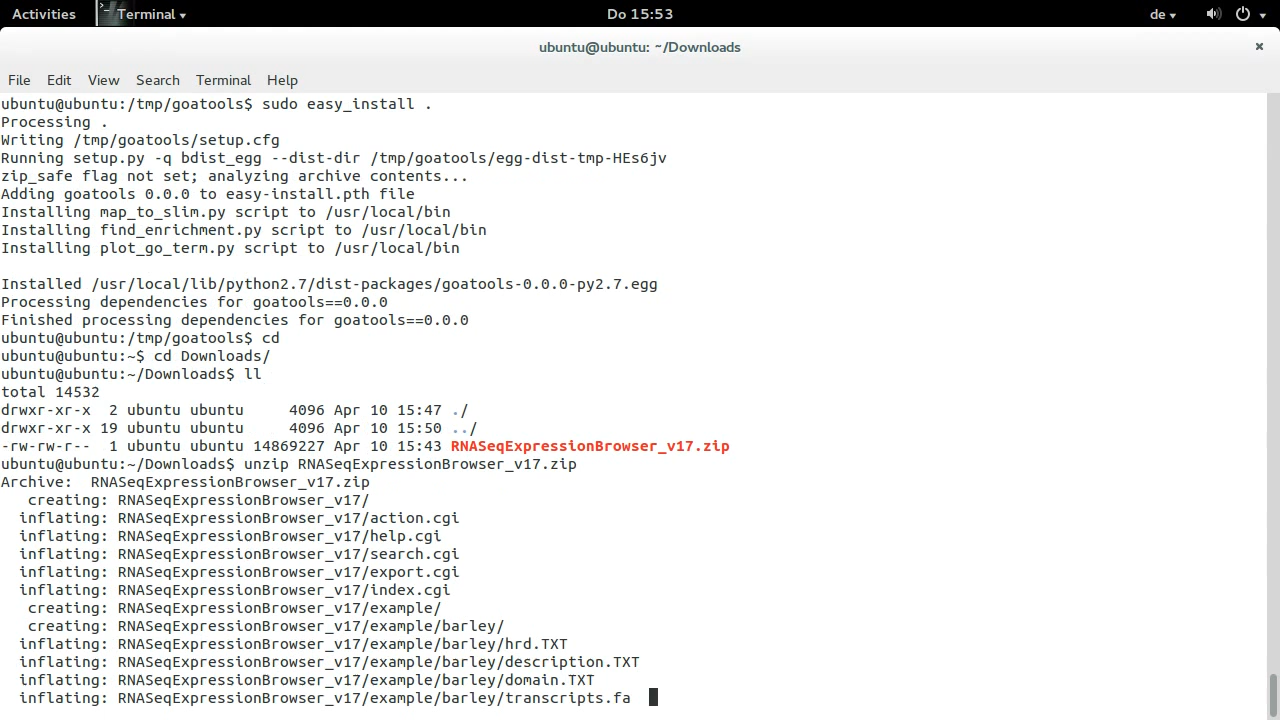 Activities Terminal Do 15:53 de
ubuntu@ubuntu: ~/Downloads
File Edit View Search Terminal Help
ubuntu@ubuntu:/tmp/goatools$ sudo easy_install .
Processing .
Writing /tmp/goatools/setup.cfg
Running setup.py -q bdist_egg --dist-dir /tmp/goatools/egg-dist-tmp-HEs6jv
zip_safe flag not set; analyzing archive contents...
Adding goatools 0.0.0 to easy-install.pth file
Installing map_to_slim.py script to /usr/local/bin
Installing find_enrichment.py script to /usr/local/bin
Installing plot_go_term.py script to /usr/local/bin
Installed /usr/local/lib/python2.7/dist-packages/goatools-0.0.0-py2.7.egg
Processing dependencies for goatools==0.0.0
Finished processing dependencies for goatools==0.0.0
ubuntu@ubuntu:/tmp/goatools$ cd
ubuntu@ubuntu:~$ cd Downloads/
ubuntu@ubuntu:~/Downloads$ ll
total 14532
drwxr-xr-x  2 ubuntu ubuntu     4096 Apr 10 15:47 ./
drwxr-xr-x 19 ubuntu ubuntu     4096 Apr 10 15:50 ../
-rw-rw-r--  1 ubuntu ubuntu 14869227 Apr 10 15:43 RNASeqExpressionBrowser_v17.zip
ubuntu@ubuntu:~/Downloads$ unzip RNASeqExpressionBrowser_v17.zip
Archive:  RNASeqExpressionBrowser_v17.zip
   creating: RNASeqExpressionBrowser_v17/
  inflating: RNASeqExpressionBrowser_v17/action.cgi
  inflating: RNASeqExpressionBrowser_v17/help.cgi
  inflating: RNASeqExpressionBrowser_v17/search.cgi
  inflating: RNASeqExpressionBrowser_v17/export.cgi
  inflating: RNASeqExpressionBrowser_v17/index.cgi
   creating: RNASeqExpressionBrowser_v17/example/
   creating: RNASeqExpressionBrowser_v17/example/barley/
  inflating: RNASeqExpressionBrowser_v17/example/barley/hrd.TXT
  inflating: RNASeqExpressionBrowser_v17/example/barley/description.TXT
  inflating: RNASeqExpressionBrowser_v17/example/barley/domain.TXT
  inflating: RNASeqExpressionBrowser_v17/example/barley/transcripts.fa